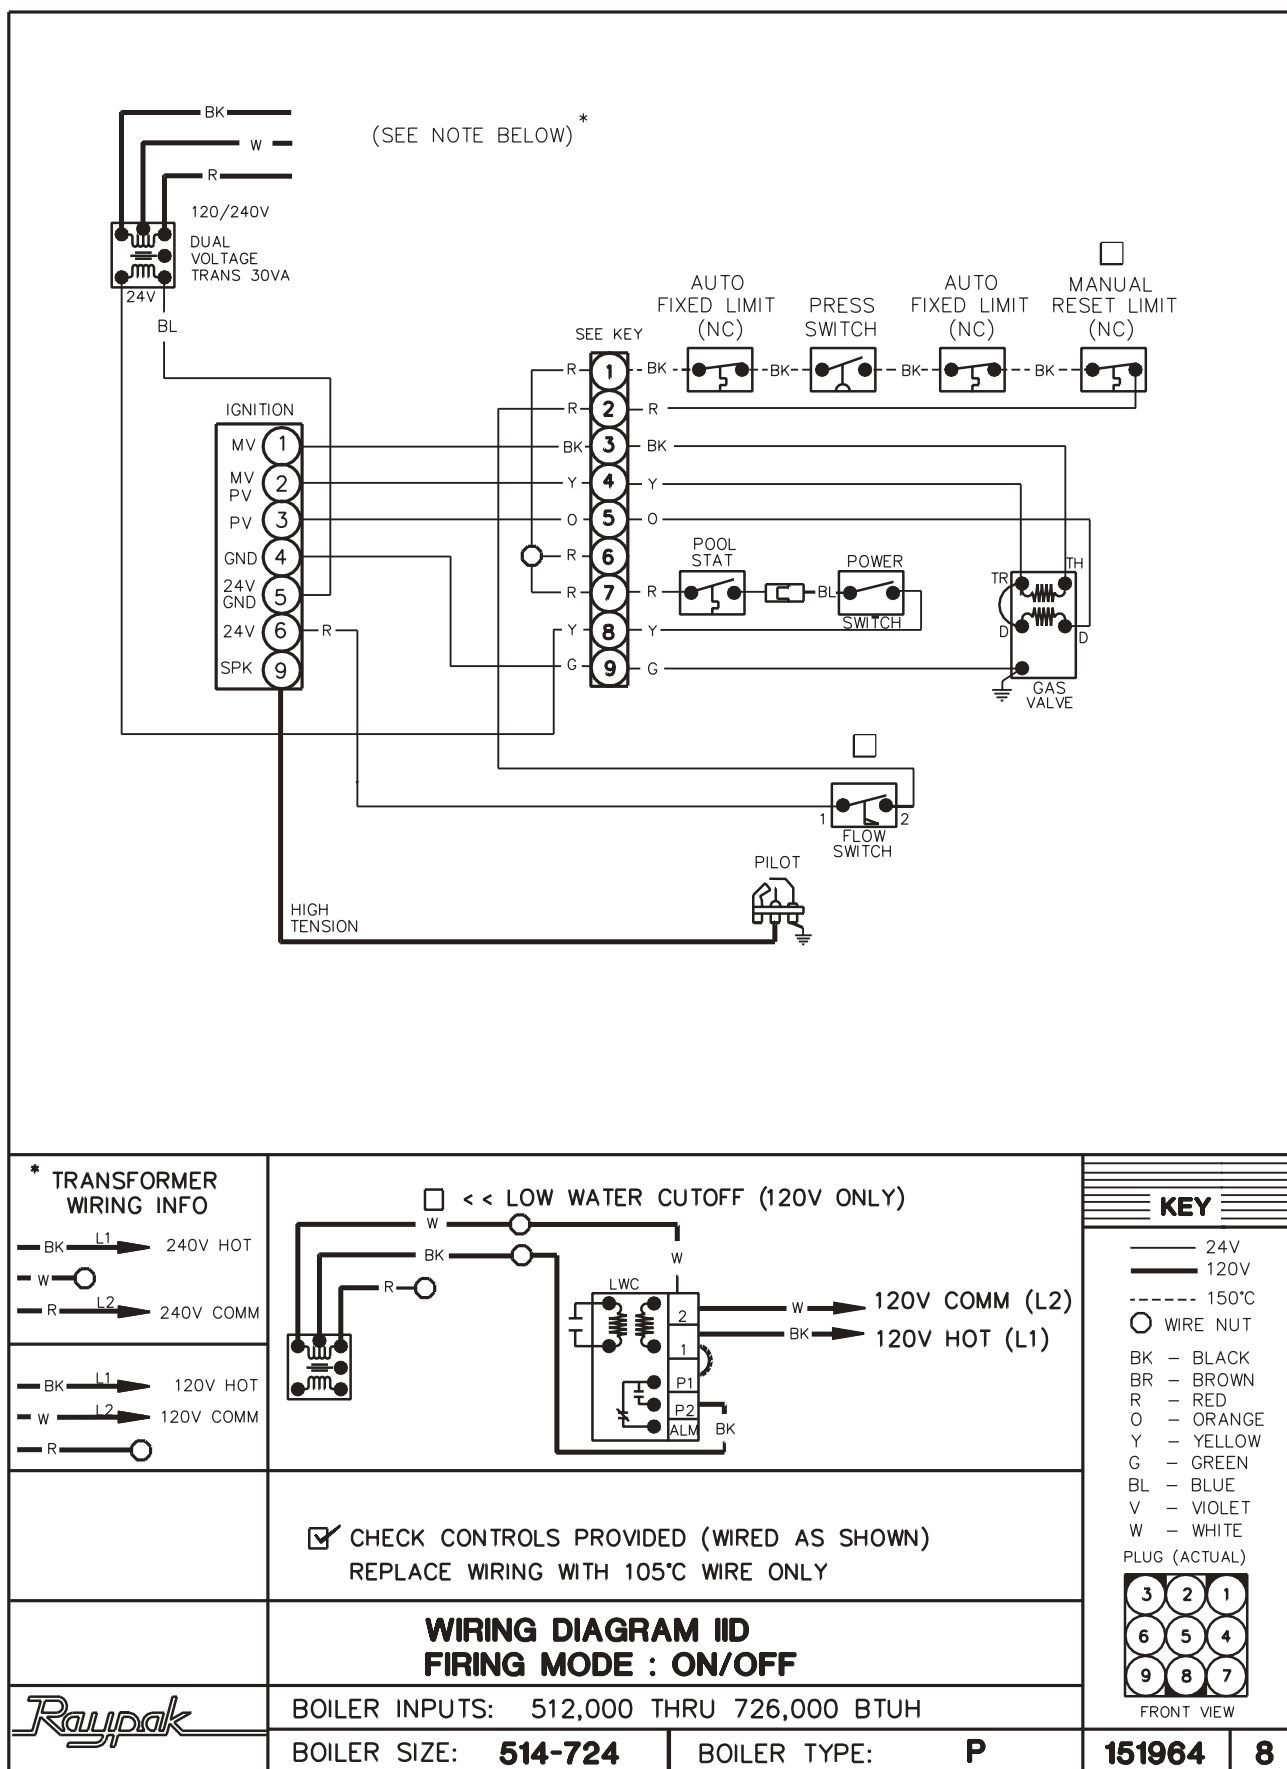 BK
W
R
(SEE NOTE BELOW)*
120/240V
DUAL
VOLTAGE
TRANS 30VA
24V
BL
AUTO
FIXED LIMIT
(NC)
PRESS
SWITCH
AUTO
FIXED LIMIT
(NC)
MANUAL
RESET LIMIT
(NC)
SEE KEY
R 1 BK BK BK BK
R 2 R
IGNITION
MV 1 BK 3 BK
MV
PV 2 Y 4 Y
PV 3 O 5 O
GND 4 R 6
24V
GND 5 R 7 R
POOL
STAT
BL
POWER
SWITCH
24V 6 R Y 8 Y
SPK 9 G 9 G
TR TH
D D
GAS
VALVE
1 2
FLOW
SWITCH
PILOT
HIGH
TENSION
* TRANSFORMER
WIRING INFO
BK L1 240V HOT
W
R L2 240V COMM
BK L1 120V HOT
W L2 120V COMM
R
<< LOW WATER CUTOFF (120V ONLY)
W
BK
R
W
LWC
2
1
P1
P2
ALM
BK
W 120V COMM (L2)
BK 120V HOT (L1)
CHECK CONTROLS PROVIDED (WIRED AS SHOWN)
REPLACE WIRING WITH 105°C WIRE ONLY
WIRING DIAGRAM IID
FIRING MODE : ON/OFF
Raypak
BOILER INPUTS: 512,000 THRU 726,000 BTUH
BOILER SIZE: 514-724
BOILER TYPE: P
KEY
24V
120V
150°C
WIRE NUT
BK - BLACK
BR - BROWN
R - RED
O - ORANGE
Y - YELLOW
G - GREEN
BL - BLUE
V - VIOLET
W - WHITE
PLUG (ACTUAL)
3 2 1
6 5 4
9 8 7
FRONT VIEW
151964 8